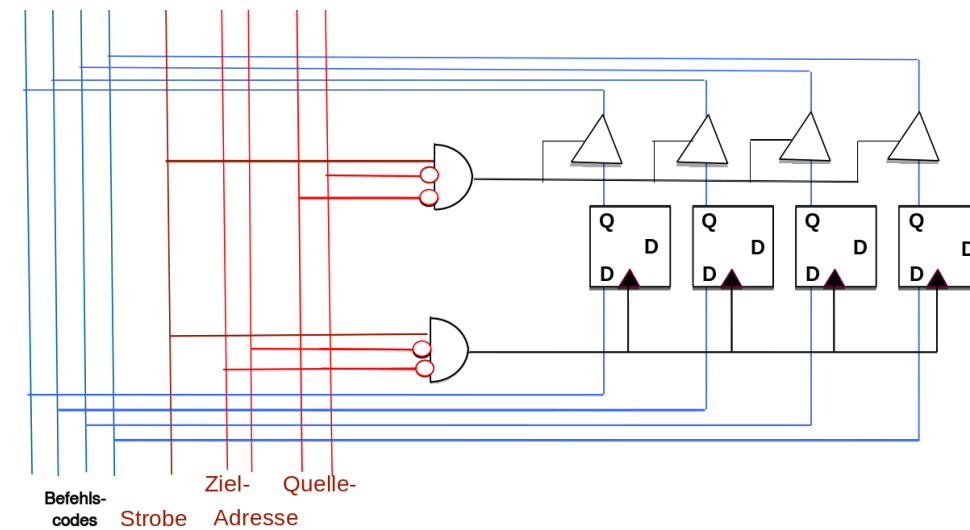 Q
D
D
Q
D
D
Q
D
D
Q
D
D
Befehls-
codes
Strobe
Ziel-
Quelle-
Adresse